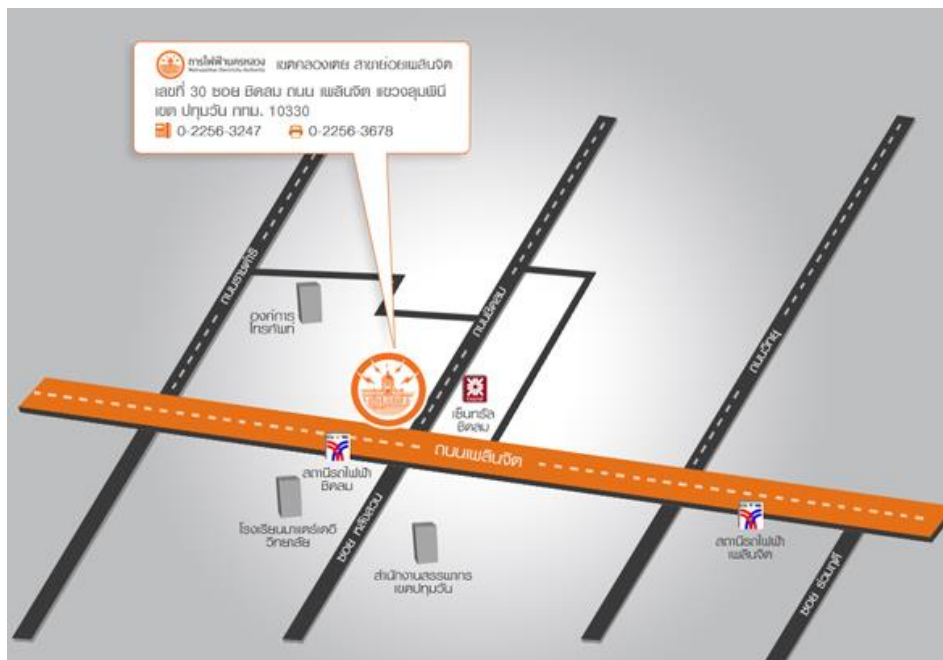 การไฟฟ้านครหลวง เขตคลองเตย สาขาย่อยเพลินจิต
Metropolitan Electricity Authority
เลขที่ 30 ซอย ชิดลม ถนน เพลินจิต แขวงลุมพินี
เขต ปทุมวัน กทม. 10330
0-2256-3247 0-2256-3678
ถนนราชดำริ
องค์การ
โทรศัพท์
ถนนชิดลม
ถนนวิทยุ
Central
เซ็นทรัล
ชิดลม
ถนนเพลินจิต
สถานีรถไฟฟ้า
ชิดลม
โรงเรียนมาแตร์เดอี
วิทยาลัย
ซอย หลังสวน
สำนักงานสรรพากร
เขตปทุมวัน
สถานีรถไฟฟ้า
เพลินจิต
ซอย ร่วมฤดี